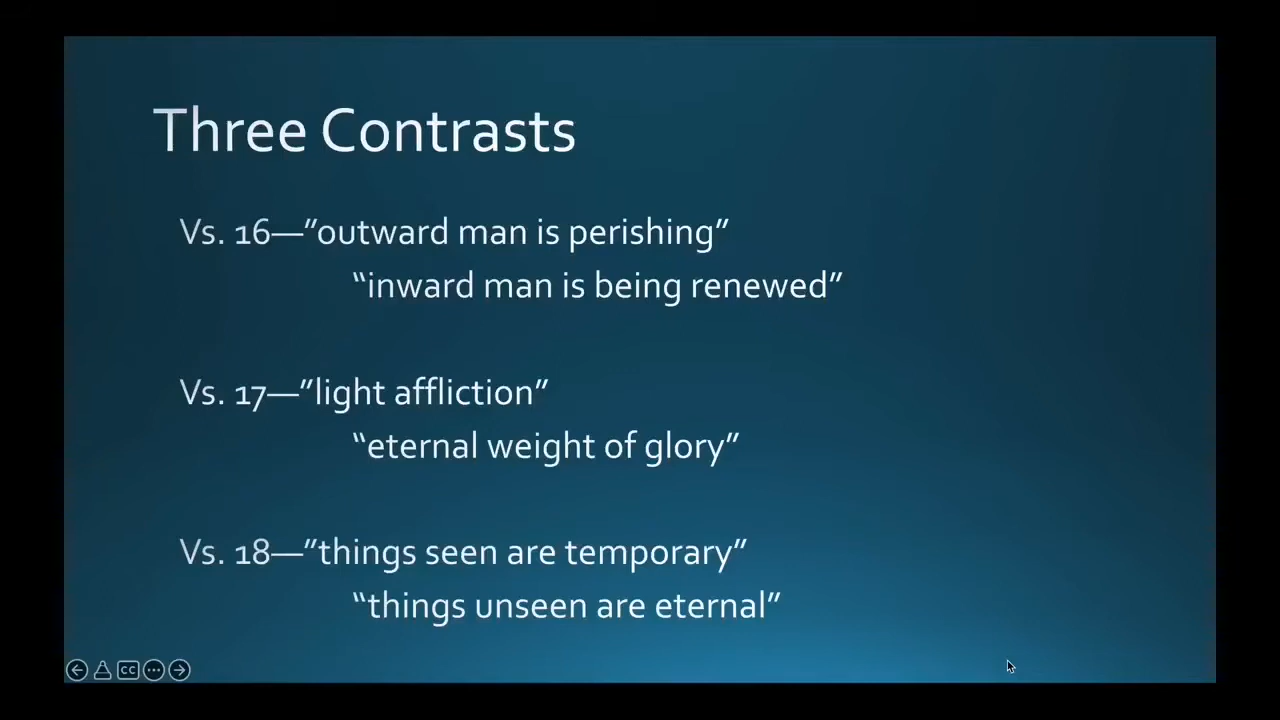 Three Contrasts
Vs. 16—”outward man is perishing”
“inward man is being renewed”
Vs. 17—”light affliction”
“eternal weight of glory”
Vs. 18—”things seen are temporary”
“things unseen are eternal”
CC